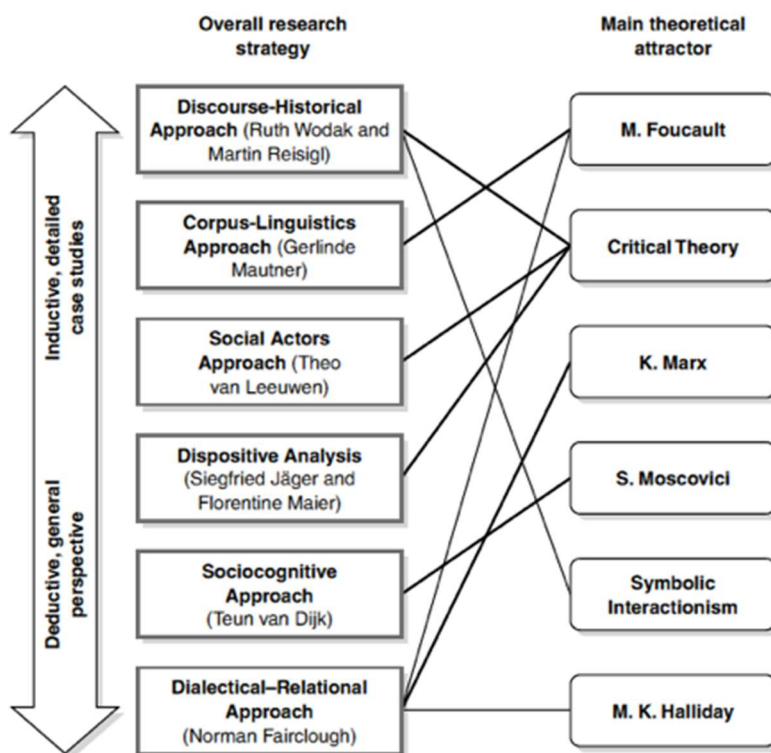 Overall research
strategy
Main theoretical
attractor
Inductive, detailed
case studies
Deductive, general
perspective
Discourse-Historical
Approach (Ruth Wodak and
Martin Reisigl)
Corpus-Linguistics
Approach (Gerlinde
Mautner)
Social Actors
Approach (Theo
van Leeuwen)
Dispositive Analysis
(Siegfried Jäger and
Florentine Maier)
Sociocognitive
Approach
(Teun van Dijk)
Dialectical–Relational
Approach
(Norman Fairclough)
M. Foucault
Critical Theory
K. Marx
S. Moscovici
Symbolic
Interactionism
M. K. Halliday